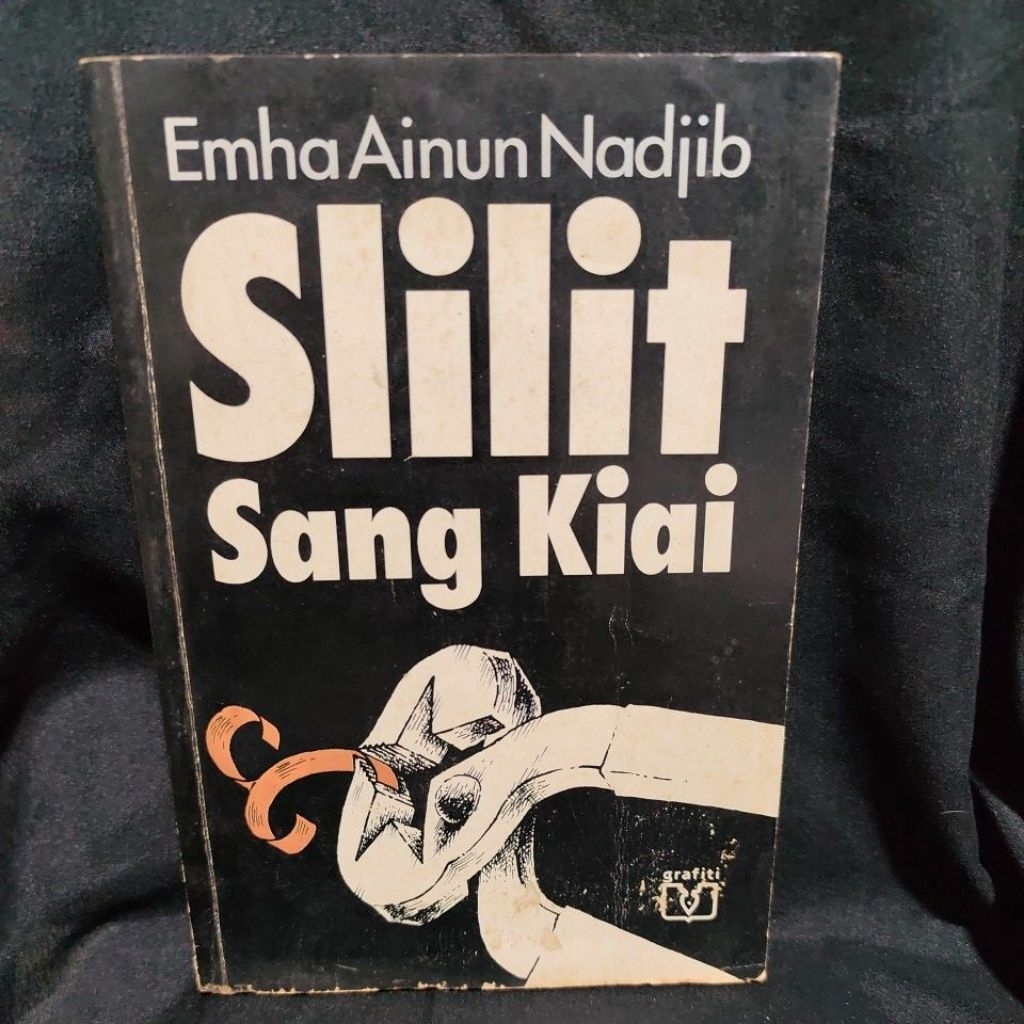 Emha Ainun Nadjib
Slilit
Sang Kiai
grafiti